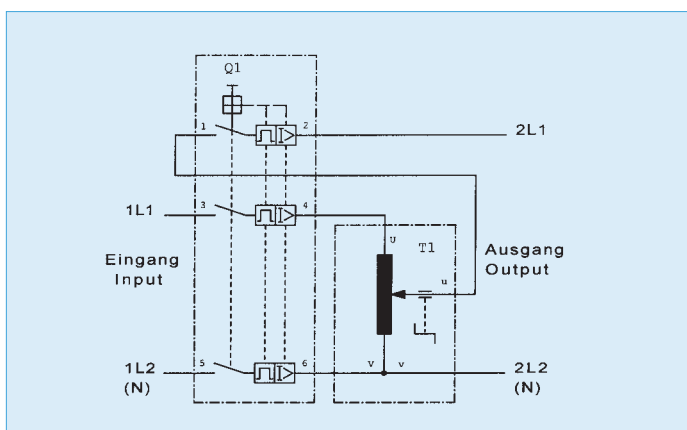 Q1
1
2
2L1
1L1
3
4
U
T1
Eingang
Input
Ausgang
Output
u
1L2
(N)
5
6
V
v
2L2
(N)
I>
I>
I>